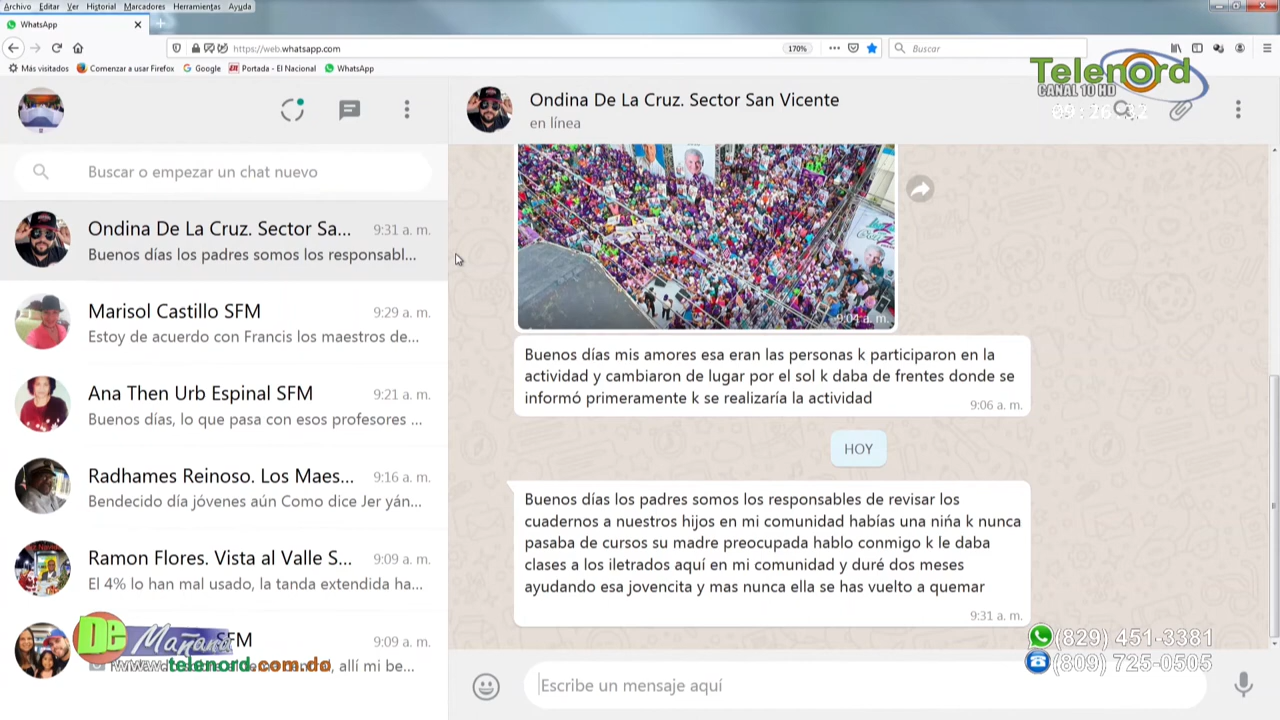 Archivo Editar Ver Historial Marcadores Herramientas Ayuda
WhatsApp
https://web.whatsapp.com
170%
Buscar
Más visitados Comenzar a usar Firefox Google Portada - El Nacional WhatsApp
Telenord
CANAL 10 HD
Ondina De La Cruz. Sector San Vicente
en línea
Buscar o empezar un chat nuevo
Ondina De La Cruz. Sector Sa... 9:31 a. m.
Buenos días los padres somos los responsabl...
Marisol Castillo SFM 9:29 a. m.
Estoy de acuerdo con Francis los maestros de...
Ana Then Urb Espinal SFM 9:21 a. m.
Buenos días, lo que pasa con esos profesores ...
Radhames Reinoso. Los Maes... 9:16 a. m.
Bendecido día jóvenes aún Como dice Jer yán...
Ramon Flores. Vista al Valle S... 9:09 a. m.
El 4% lo han mal usado, la tanda extendida ha...
SFM 9:09 a. m.
allí mi be...
De Mañana
www.telenord.com.do
9:04 a. m.
Buenos días mis amores esa eran las personas k participaron en la
actividad y cambiaron de lugar por el sol k daba de frentes donde se
informó primeramente k se realizaría la actividad
9:06 a. m.
HOY
Buenos días los padres somos los responsables de revisar los
cuadernos a nuestros hijos en mi comunidad habías una nińa k nunca
pasaba de cursos su madre preocupada hablo conmigo k le daba
clases a los iletrados aquí en mi comunidad y duré dos meses
ayudando esa jovencita y mas nunca ella se has vuelto a quemar
9:31 a. m.
(829) 451-3381
(809) 725-0505
Escribe un mensaje aquí